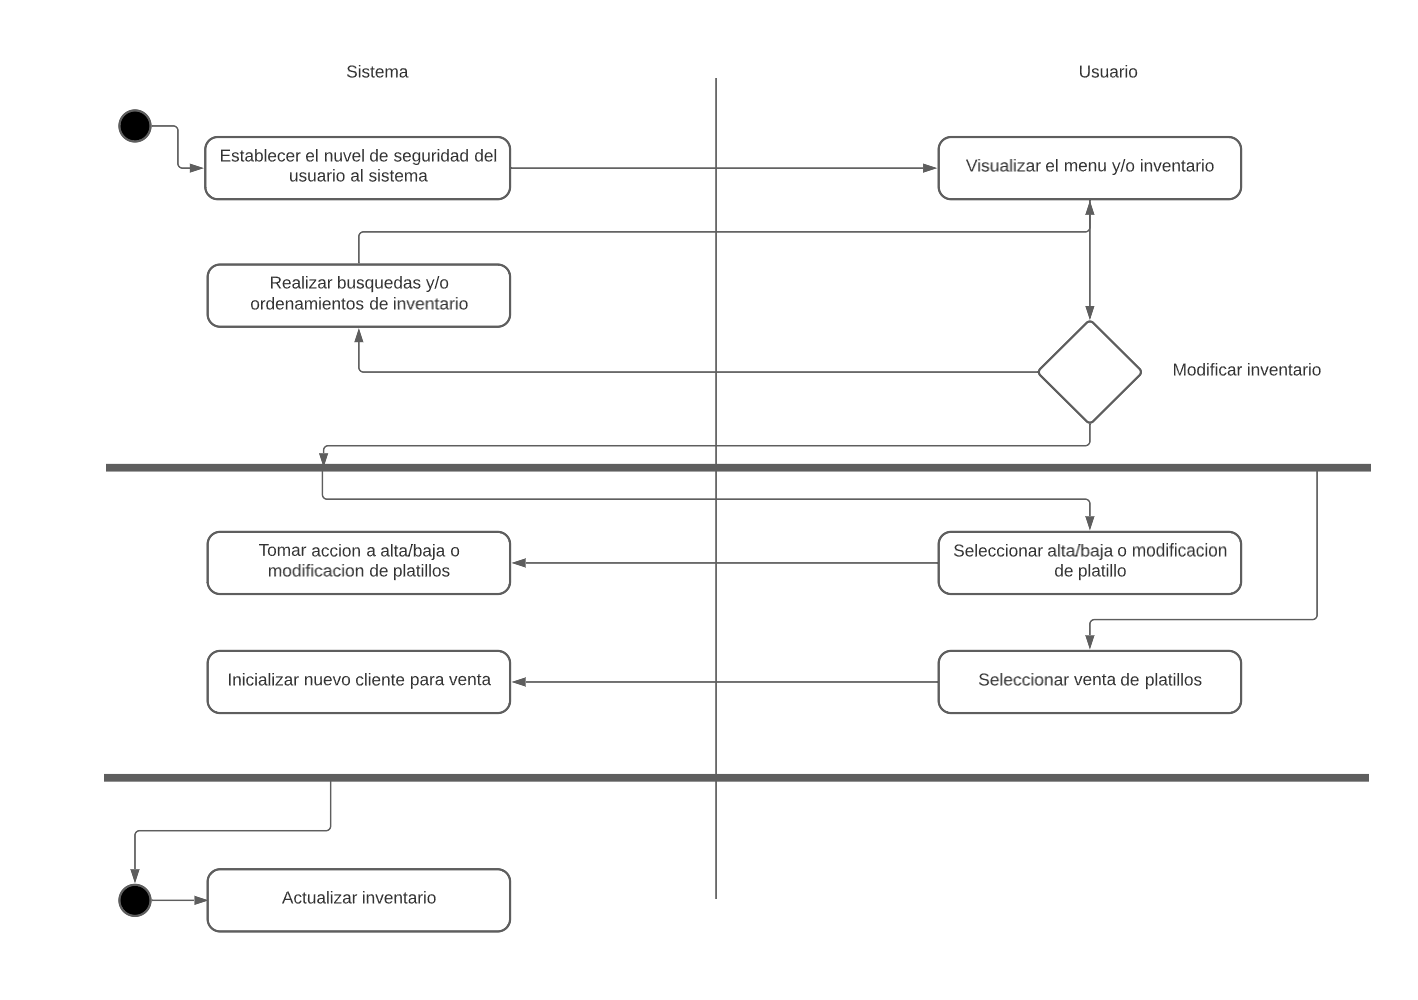 Sistema
Usuario
Establecer el nuvel de seguridad del
usuario al sistema
Visualizar el menu y/o inventario
Realizar busquedas y/o
ordenamientos de inventario
Modificar inventario
Tomar accion a alta/baja o
modificacion de platillos
Seleccionar alta/baja o modificacion
de platillo
Inicializar nuevo cliente para venta
Seleccionar venta de platillos
Actualizar inventario